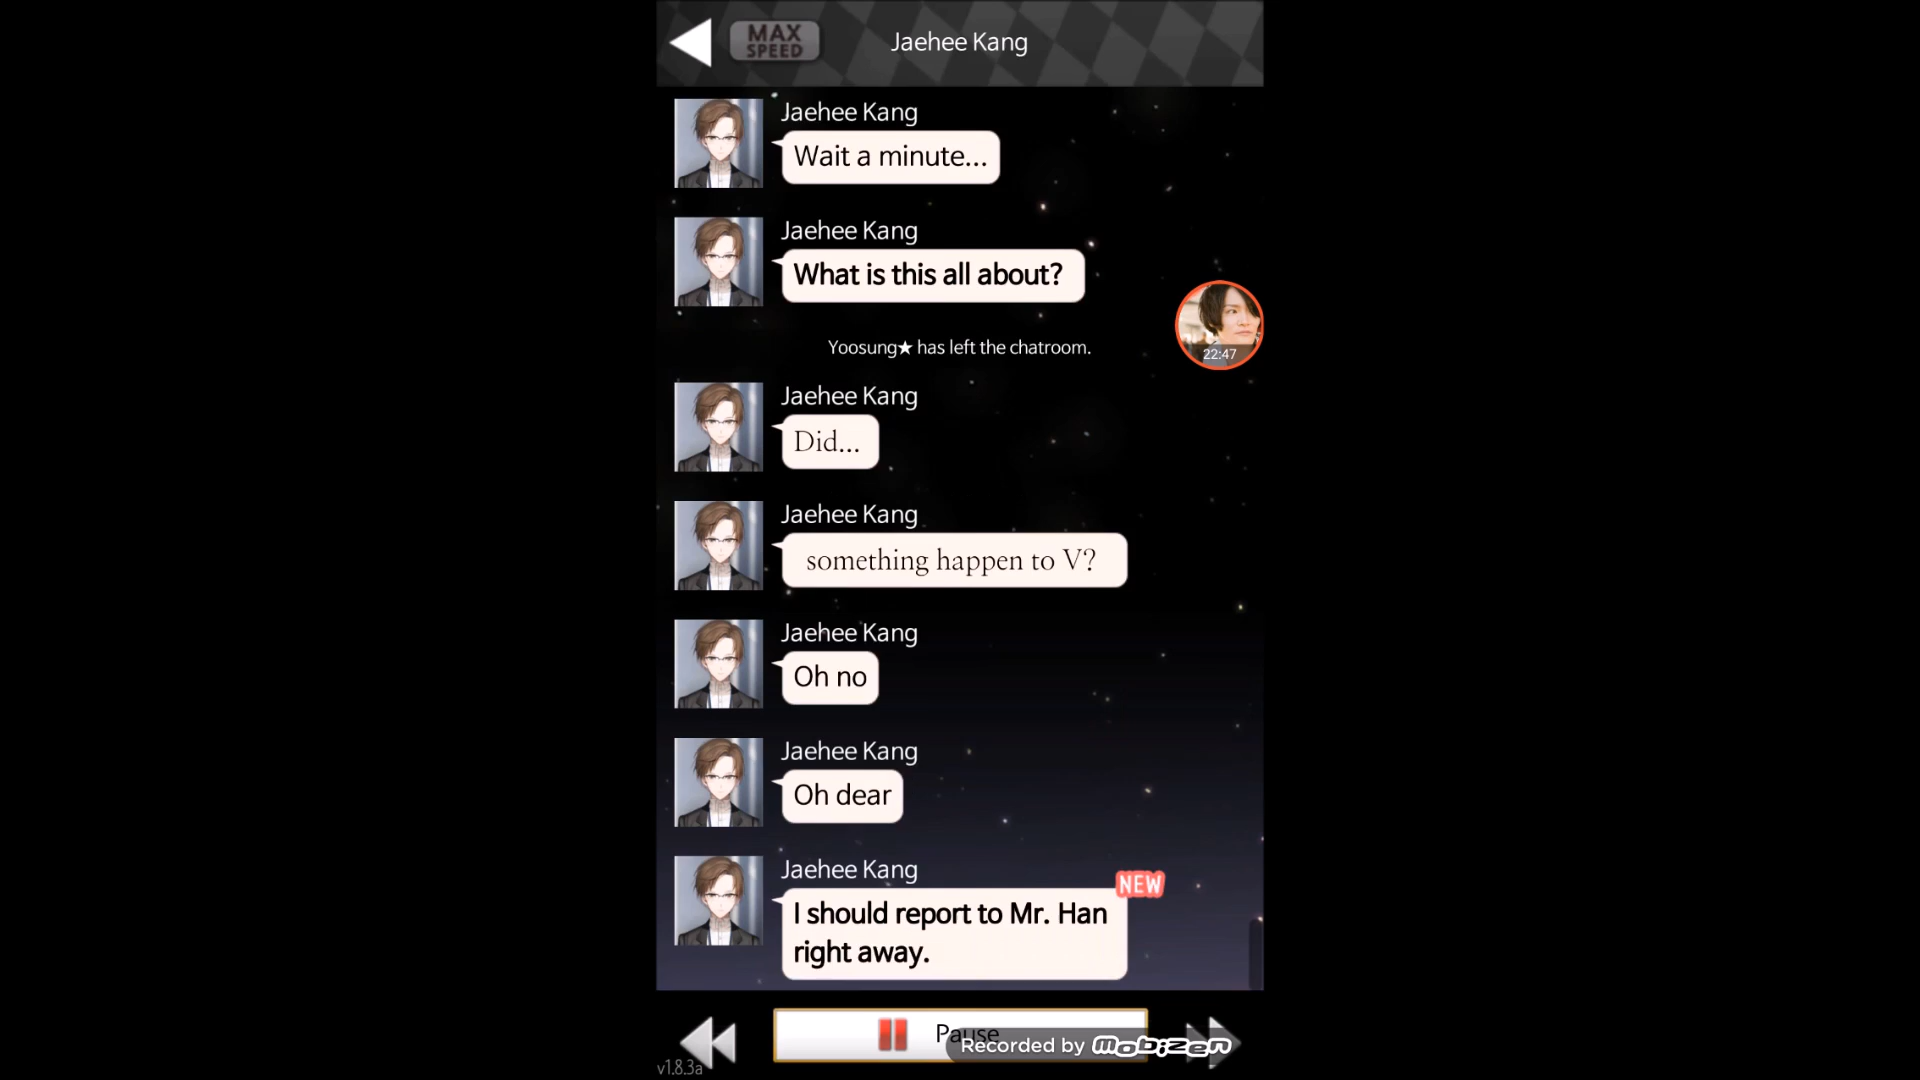 MAX
SPEED
Jaehee Kang
Jaehee Kang
Wait a minute...
Jaehee Kang
What is this all about?
Yoosung★ has left the chatroom.
22:47
Jaehee Kang
Did...
Jaehee Kang
something happen to V?
Jaehee Kang
Oh no
Jaehee Kang
Oh dear
Jaehee Kang
NEW
I should report to Mr. Han
right away.
Pause
Recorded by Mobizen
v1.8.3a